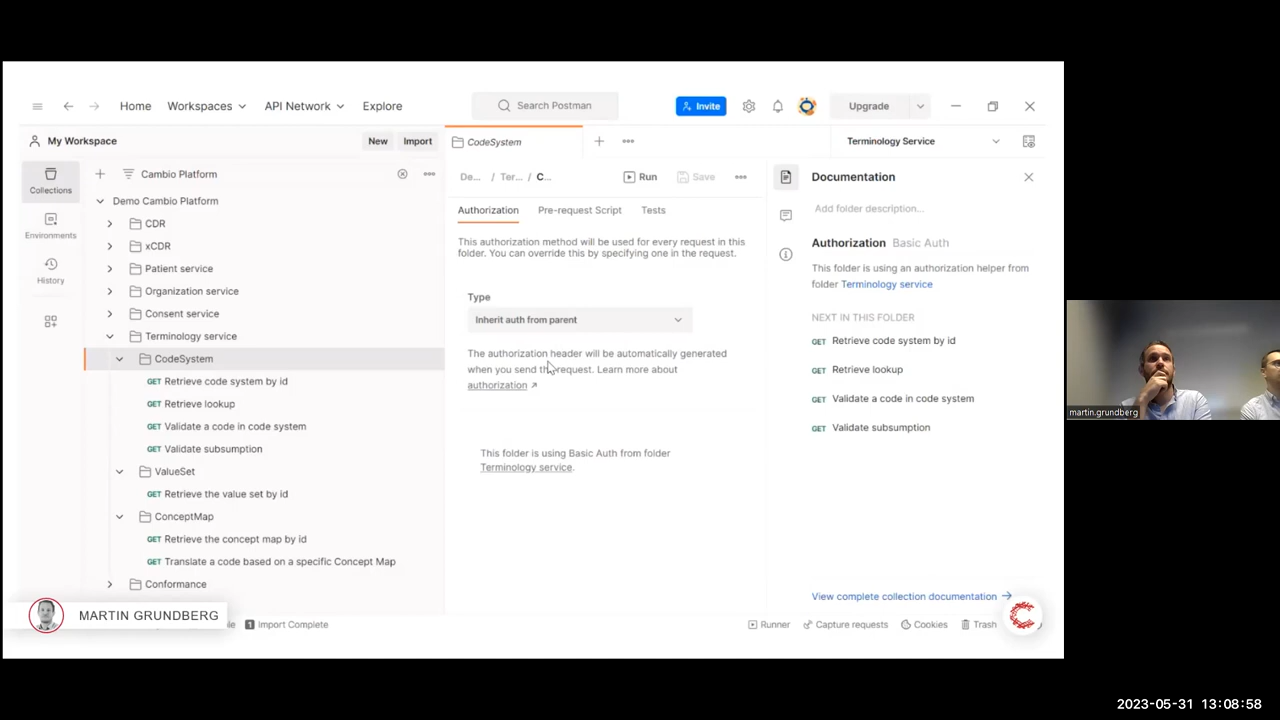 Home
Workspaces
API Network
Explore
Search Postman
Invite
Upgrade
My Workspace
New
Import
CodeSystem
Terminology Service
Collections
Environments
History
Cambio Platform
Demo Cambio Platform
CDR
xCDR
Patient service
Organization service
Consent service
Terminology service
CodeSystem
GET Retrieve code system by id
GET Retrieve lookup
GET Validate a code in code system
GET Validate subsumption
ValueSet
GET Retrieve the value set by id
ConceptMap
GET Retrieve the concept map by id
GET Translate a code based on a specific Concept Map
Conformance
De... / Ter... / C...
Run
Save
Authorization
Pre-request Script
Tests
This authorization method will be used for every request in this
folder. You can override this by specifying one in the request.
Type
Inherit auth from parent
The authorization header will be automatically generated
when you send the request. Learn more about
authorization ↗
This folder is using Basic Auth from folder
Terminology service.
Documentation
Add folder description...
Authorization Basic Auth
This folder is using an authorization helper from
folder Terminology service
NEXT IN THIS FOLDER
GET Retrieve code system by id
GET Retrieve lookup
GET Validate a code in code system
GET Validate subsumption
View complete collection documentation →
MARTIN GRUNDBERG
1 Import Complete
Runner
Capture requests
Cookies
Trash
martin.grundberg
2023-05-31 13:08:58